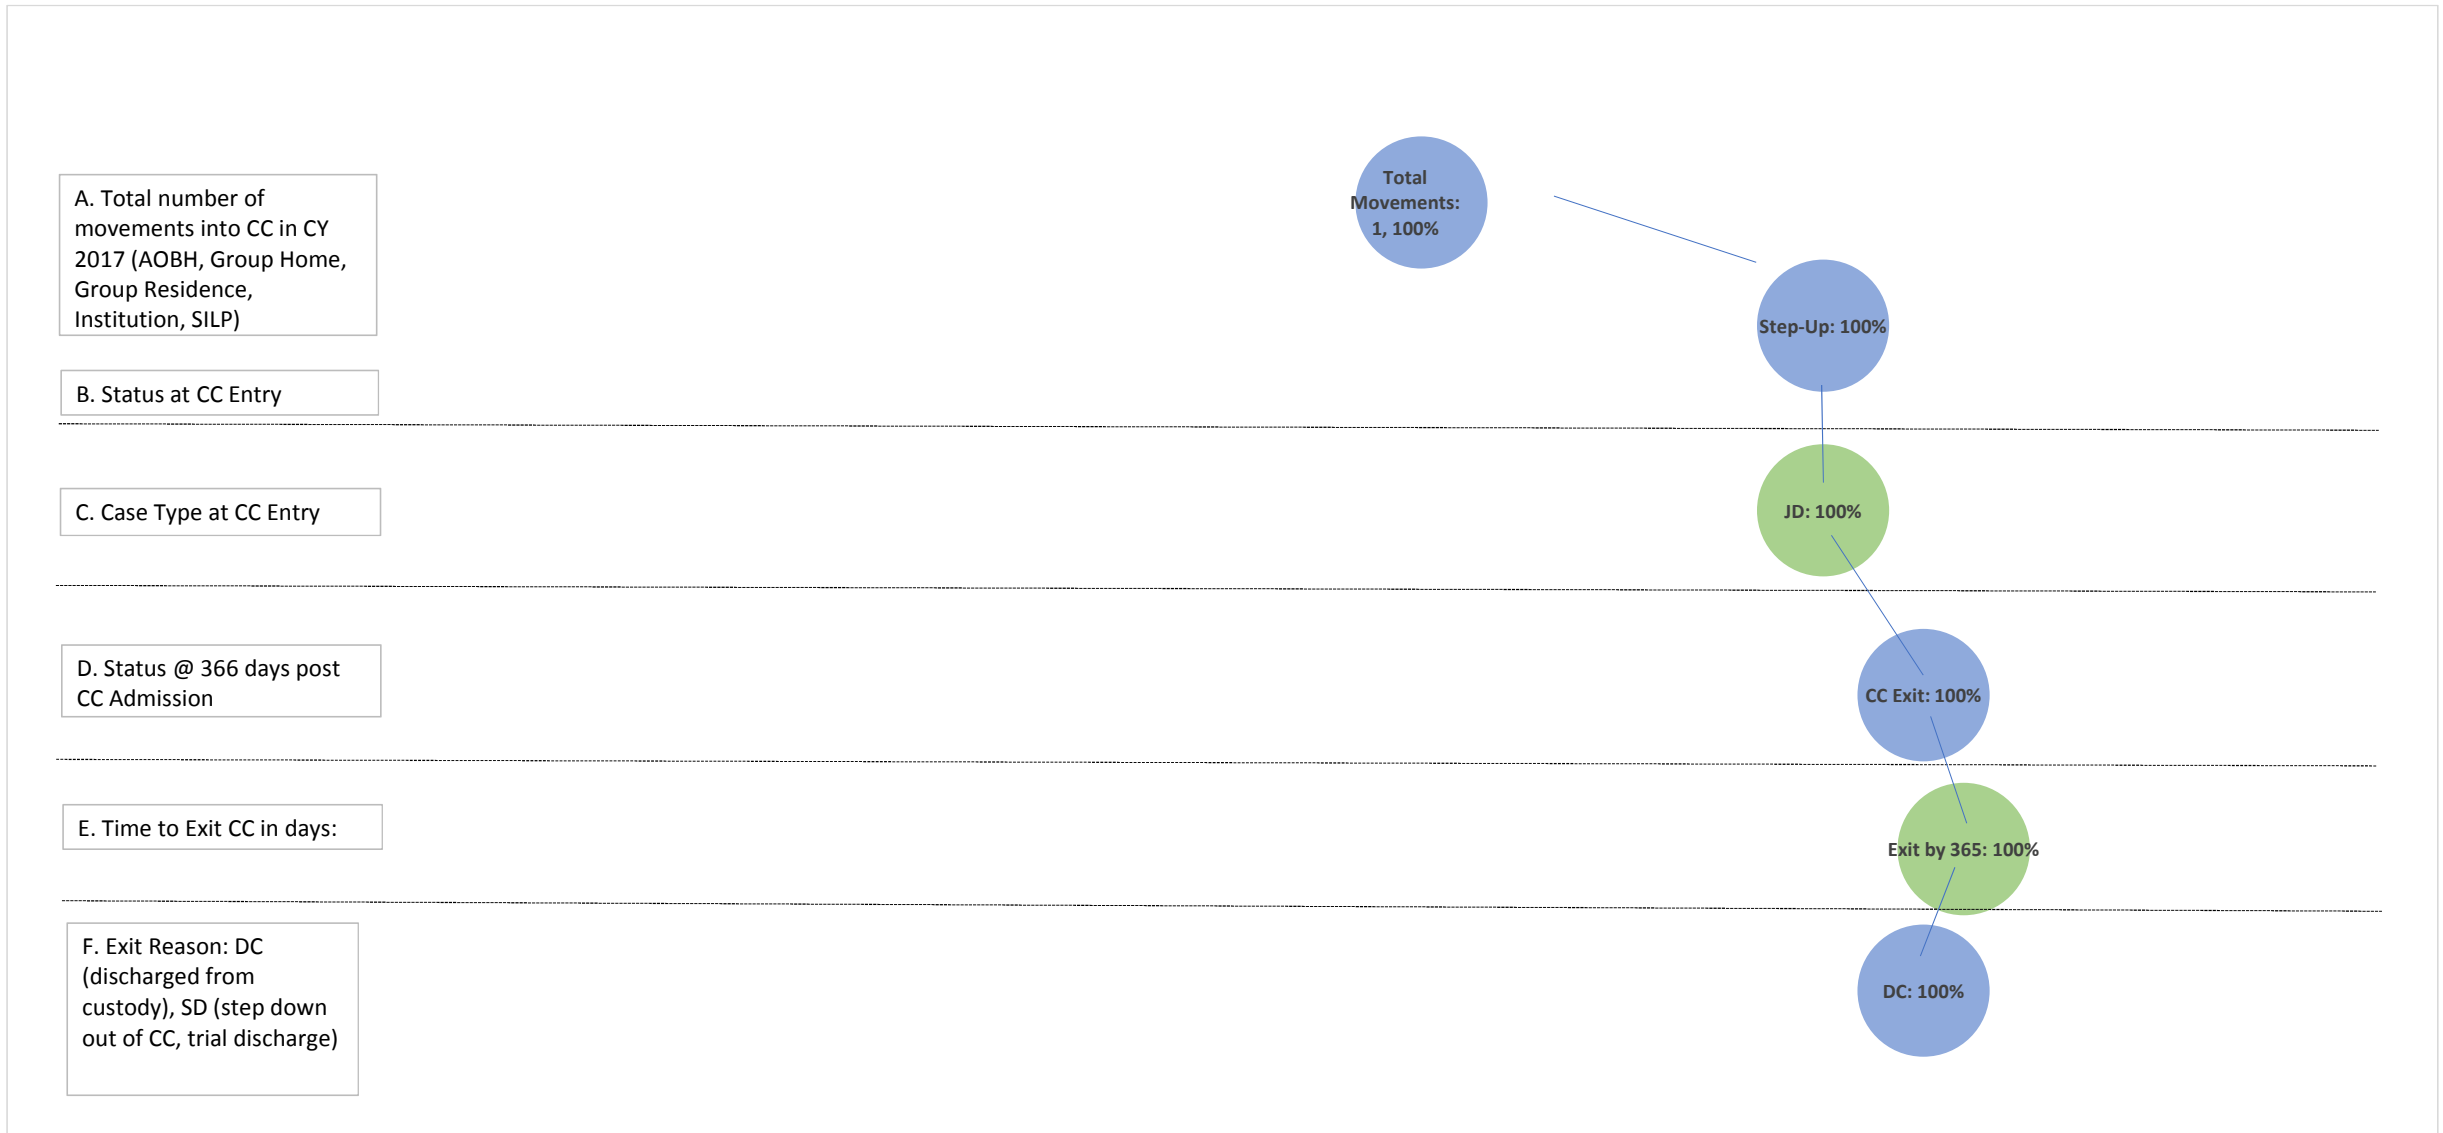 A. Total number of
movements into CC in CY
2017 (AOBH, Group Home,
Group Residence,
Institution, SILP)
Total
Movements:
1, 100%
Step-Up: 100%
B. Status at CC Entry
C. Case Type at CC Entry
JD: 100%
D. Status @ 366 days post
CC Admission
CC Exit: 100%
E. Time to Exit CC in days:
Exit by 365: 100%
F. Exit Reason: DC
(discharged from
custody), SD (step down
out of CC, trial discharge)
DC: 100%